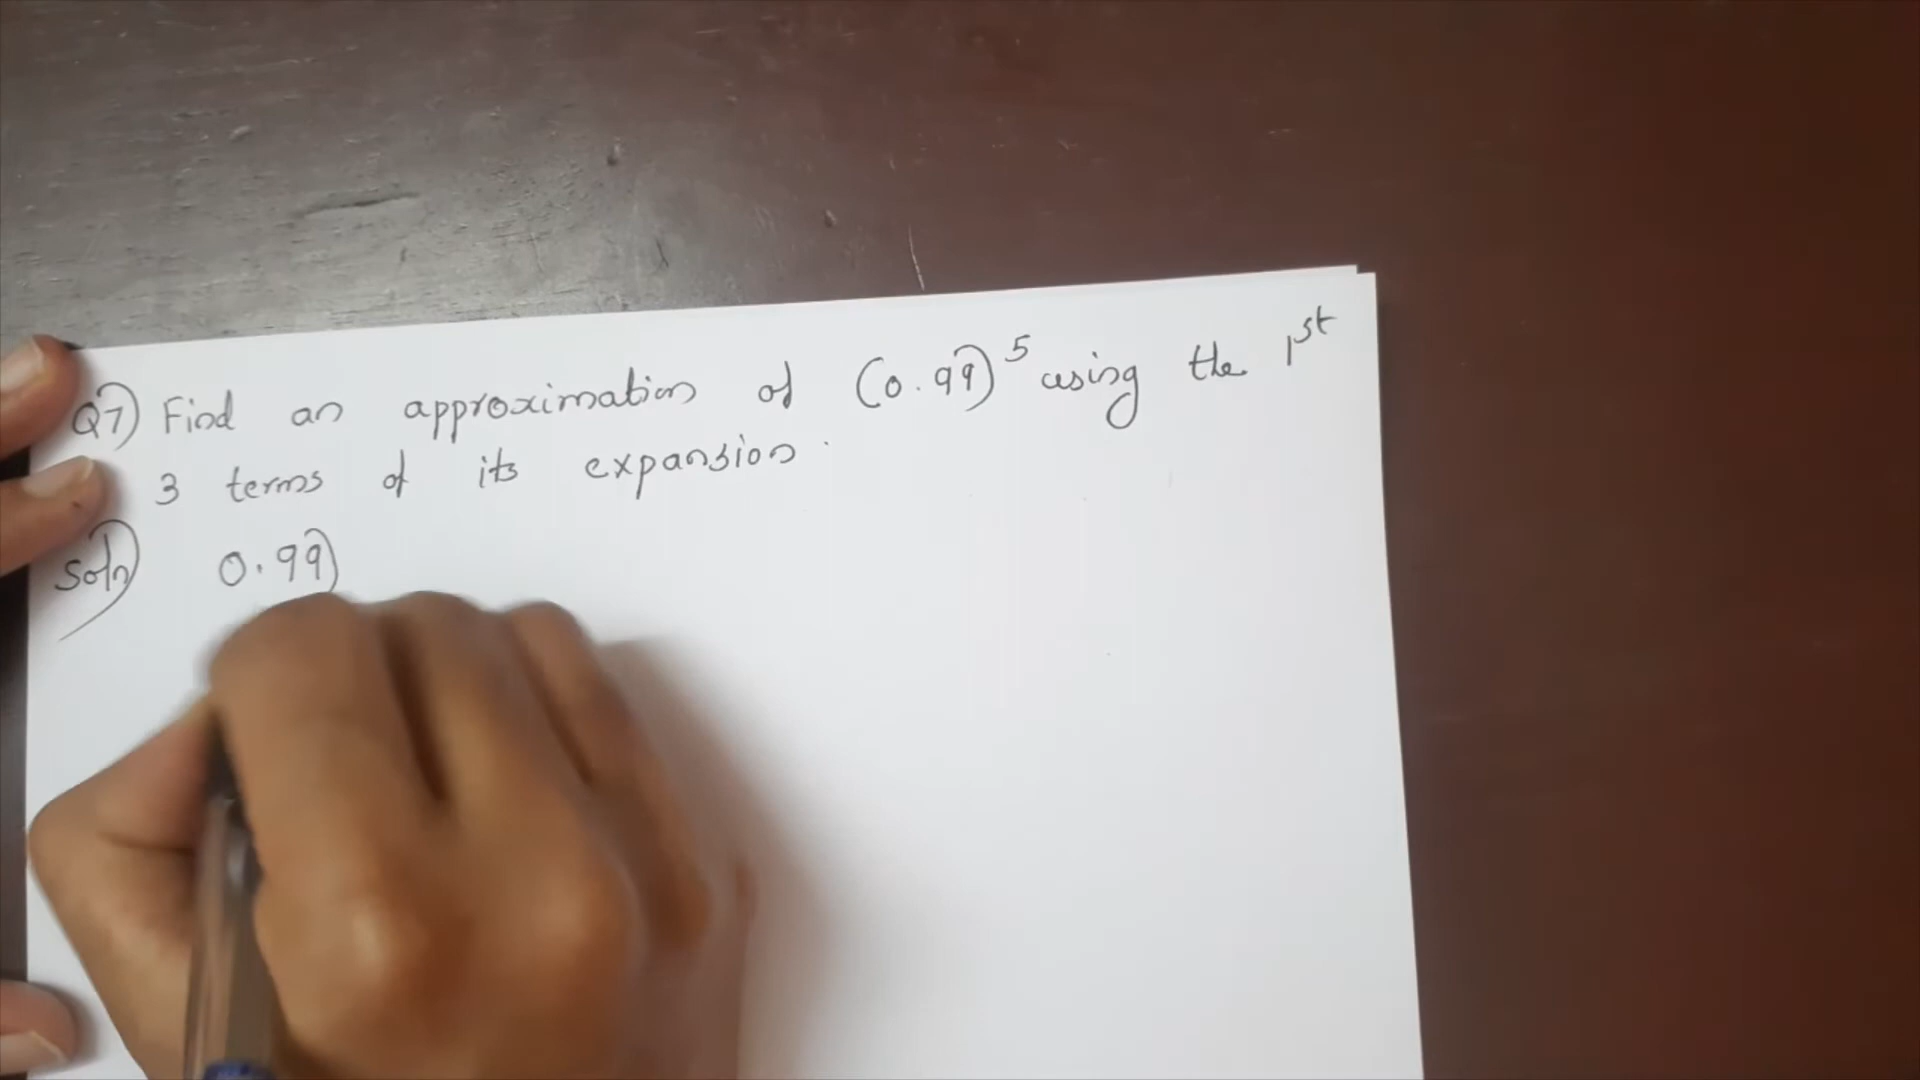 Q7) Find an approximation of (0.99)⁵ using the 1st
3 terms of its expansion.
Soln) 0.99)